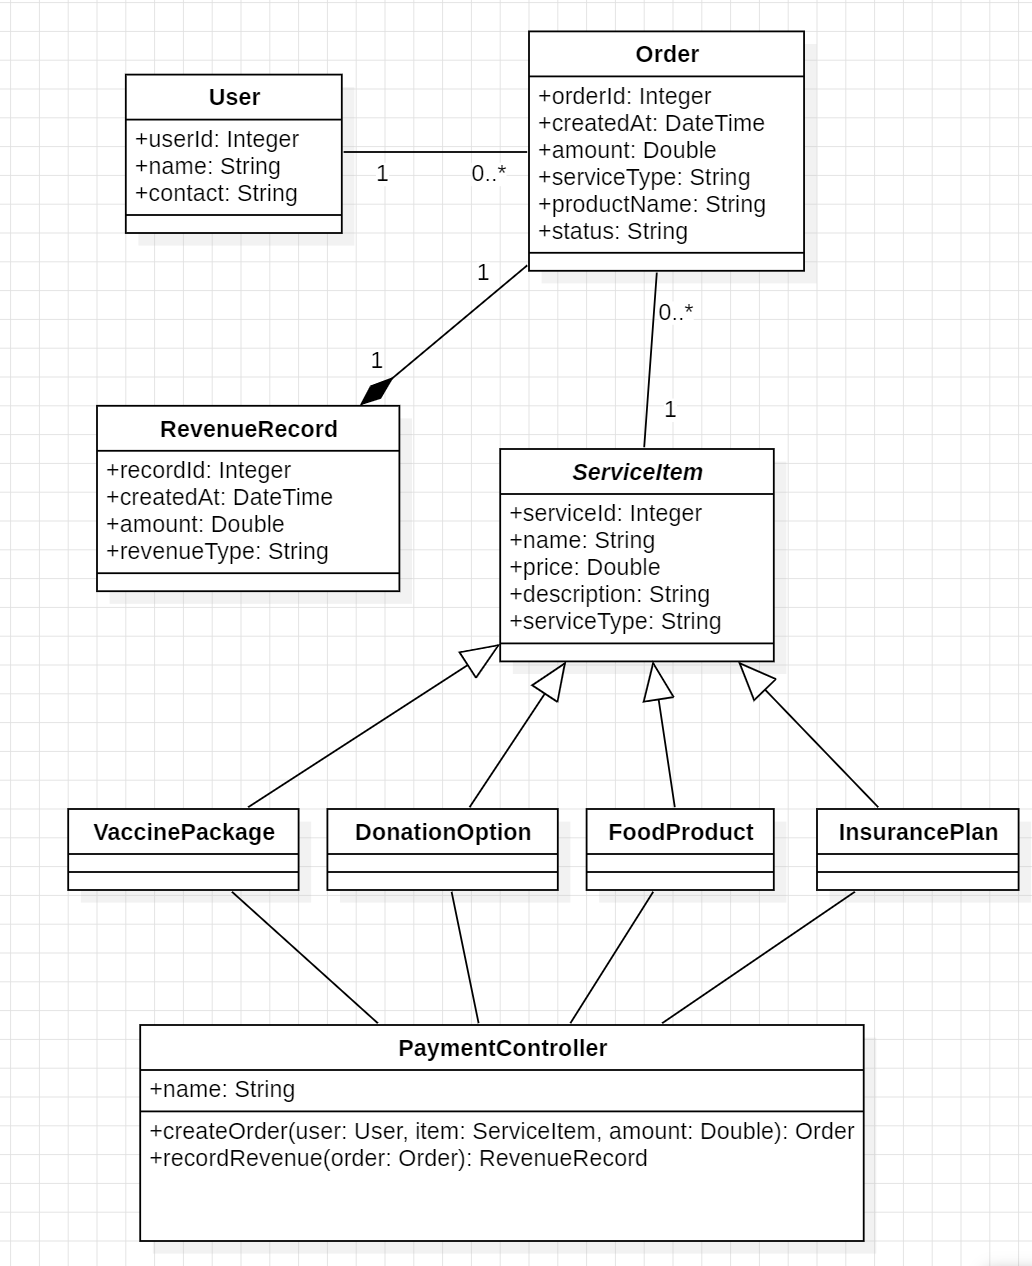 User
+userId: Integer
+name: String
+contact: String
1
0..*
Order
+orderId: Integer
+createdAt: DateTime
+amount: Double
+serviceType: String
+productName: String
+status: String
1
1
0..*
1
RevenueRecord
+recordId: Integer
+createdAt: DateTime
+amount: Double
+revenueType: String
ServiceItem
+serviceId: Integer
+name: String
+price: Double
+description: String
+serviceType: String
VaccinePackage
DonationOption
FoodProduct
InsurancePlan
PaymentController
+name: String
+createOrder(user: User, item: ServiceItem, amount: Double): Order
+recordRevenue(order: Order): RevenueRecord